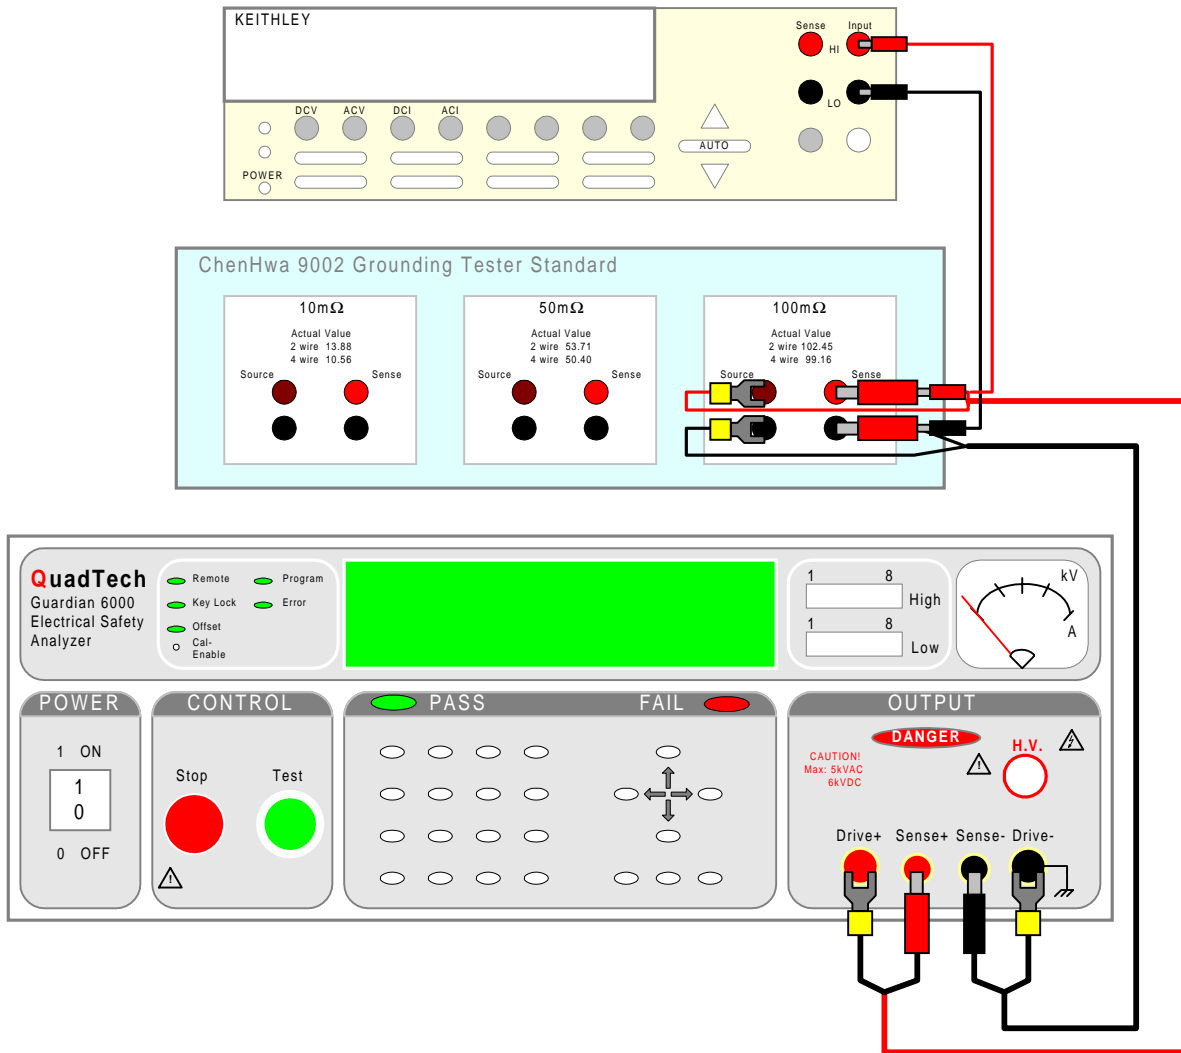 KEITHLEY
Sense Input
HI
LO
DCV ACV DCI ACI
AUTO
POWER
ChenHwa 9002 Grounding Tester Standard
10mΩ
Actual Value
2 wire 13.88
4 wire 10.56
Source Sense
50mΩ
Actual Value
2 wire 53.71
4 wire 50.40
Source Sense
100mΩ
Actual Value
2 wire 102.45
4 wire 99.16
Source Sense
QuadTech
Guardian 6000
Electrical Safety
Analyzer
Remote Program
Key Lock Error
Offset
Cal-
Enable
1 8
High
1 8
Low
kV
A
POWER
1 ON
1
0
0 OFF
CONTROL
Stop Test
PASS FAIL
OUTPUT
DANGER
CAUTION!
Max: 5kVAC
6kVDC
H.V.
Drive+ Sense+ Sense- Drive-